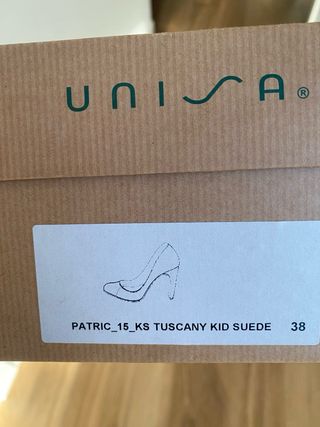 UNISA®
PATRIC_15_KS TUSCANY KID SUEDE 38